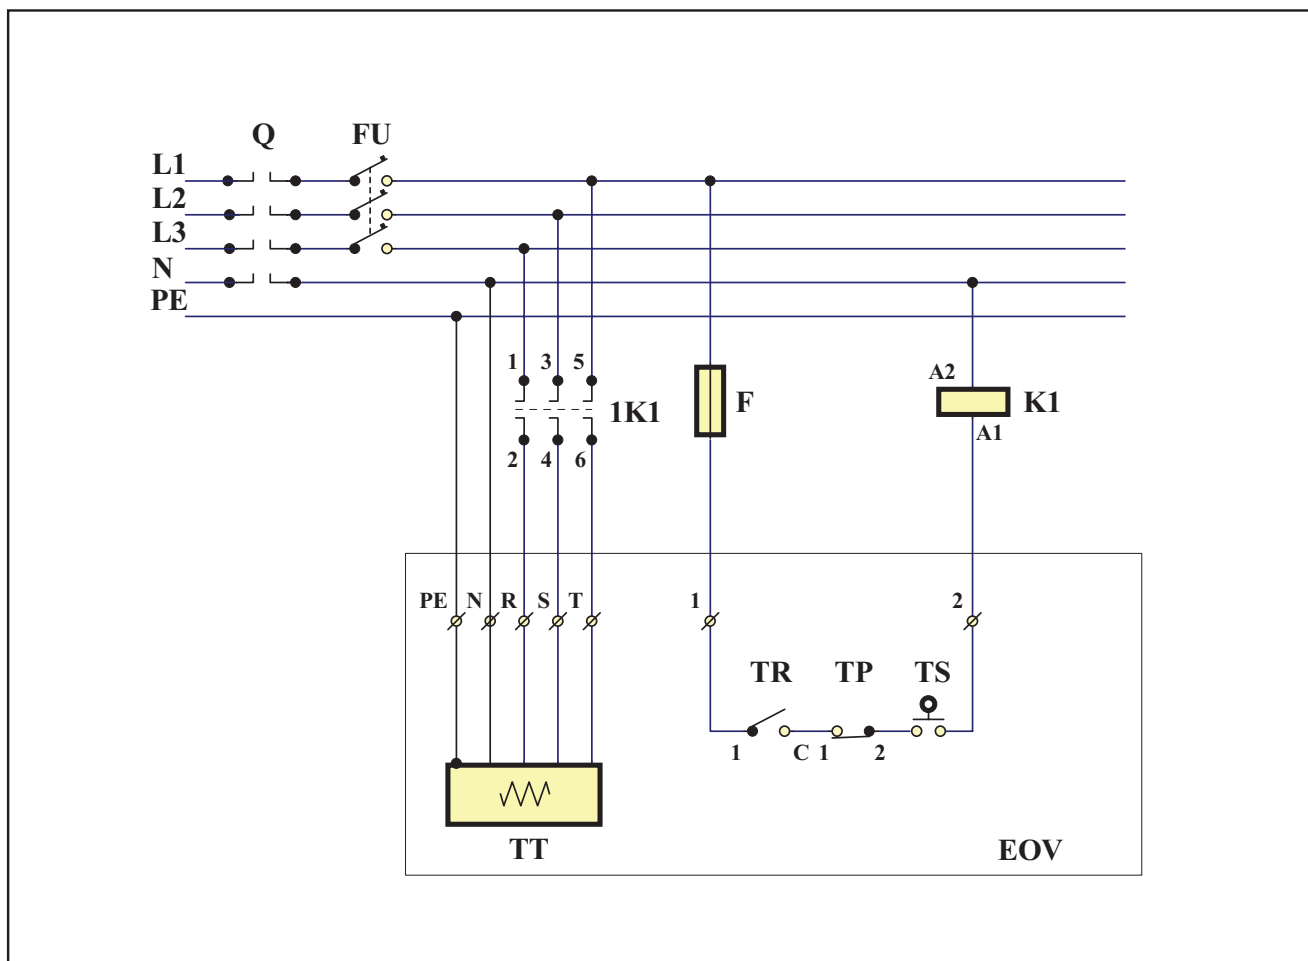 Q FU
L1
L2
L3
N
PE
1 3 5
A2
1K1 F K1
A1
2 4 6
PE N R S T 1 2
TR TP TS
1 C 1 2
TT EOV